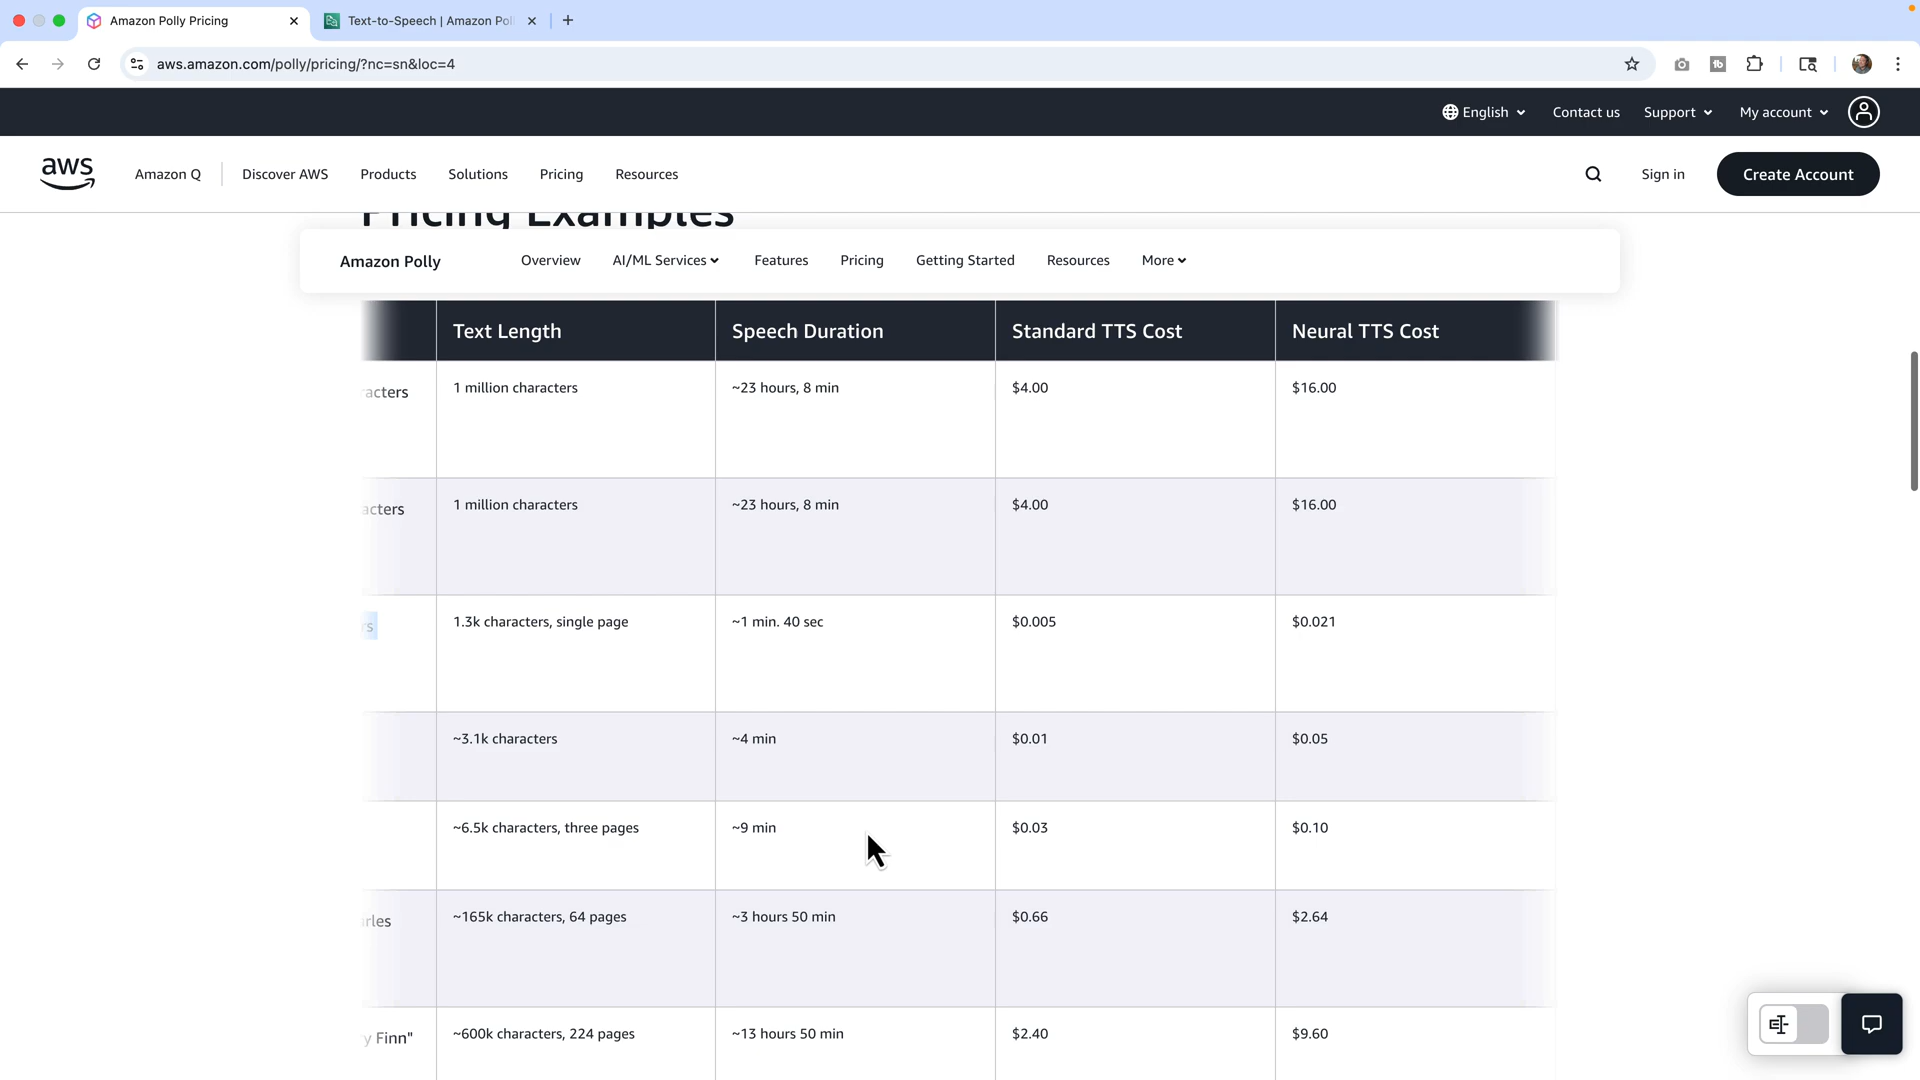 Amazon Polly Pricing
Text-to-Speech | Amazon Pol
aws.amazon.com/polly/pricing/?nc=sn&loc=4
English
Contact us
Support
My account
aws
Amazon Q
Discover AWS
Products
Solutions
Pricing
Resources
Sign in
Create Account
Pricing Examples
Amazon Polly
Overview
AI/ML Services
Features
Pricing
Getting Started
Resources
More
Text Length
Speech Duration
Standard TTS Cost
Neural TTS Cost
racters
1 million characters
~23 hours, 8 min
$4.00
$16.00
acters
1 million characters
~23 hours, 8 min
$4.00
$16.00
rs
1.3k characters, single page
~1 min. 40 sec
$0.005
$0.021
~3.1k characters
~4 min
$0.01
$0.05
~6.5k characters, three pages
~9 min
$0.03
$0.10
rles
~165k characters, 64 pages
~3 hours 50 min
$0.66
$2.64
y Finn"
~600k characters, 224 pages
~13 hours 50 min
$2.40
$9.60